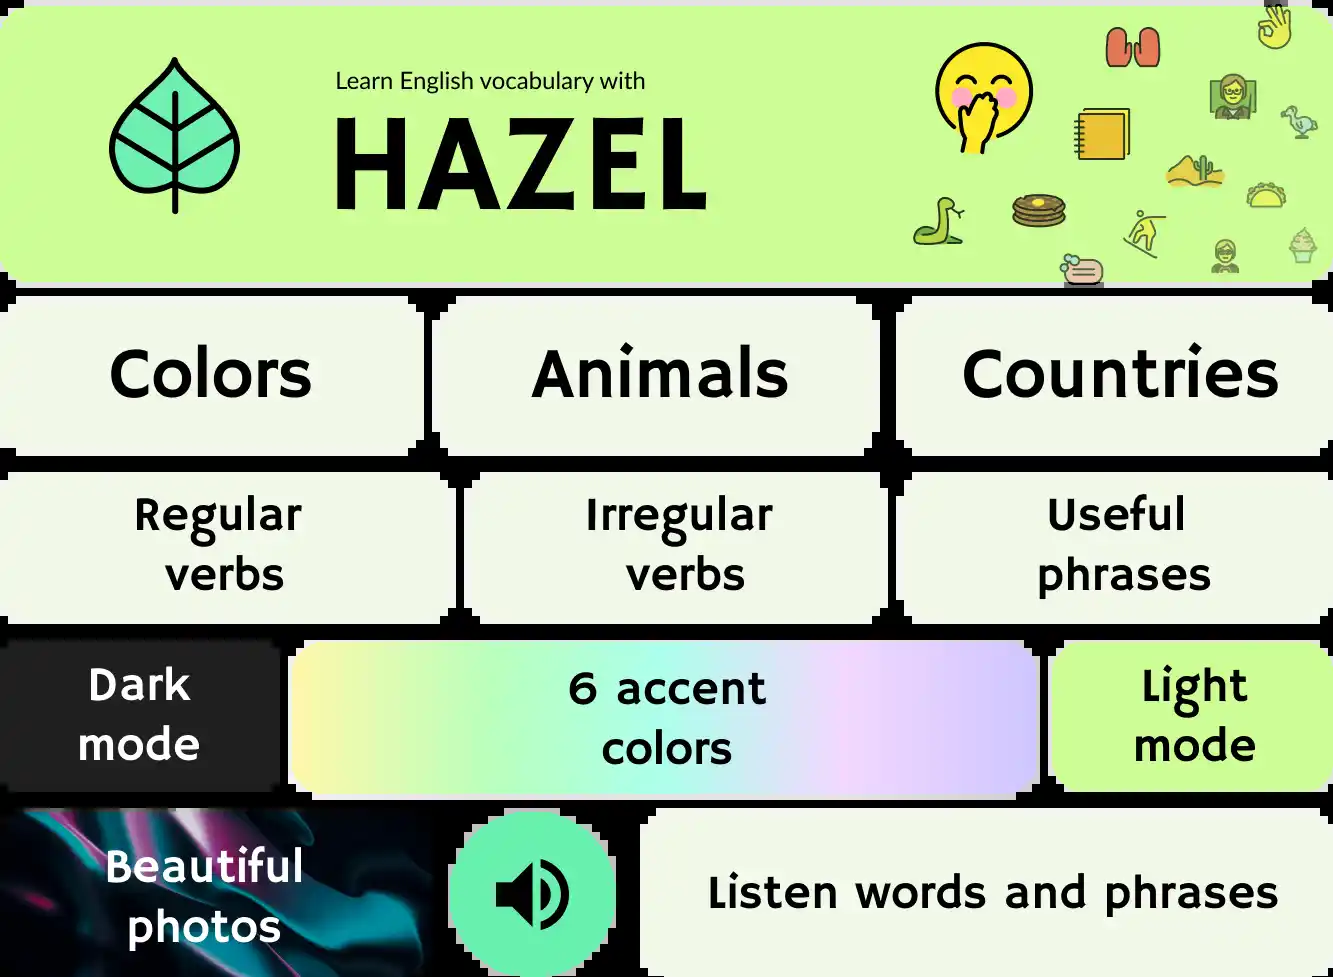 Learn English vocabulary with
HAZEL
Colors
Animals
Countries
Regular
verbs
Irregular
verbs
Useful
phrases
Dark
mode
6 accent
colors
Light
mode
Beautiful
photos
Listen words and phrases